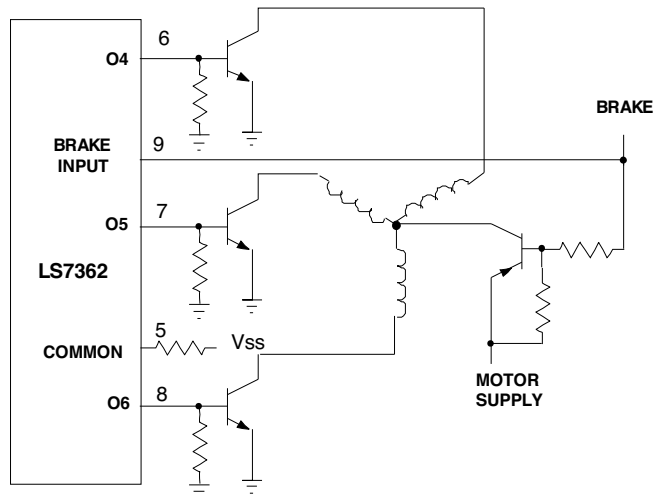 O4
6
BRAKE
BRAKE
INPUT
9
O5
7
LS7362
COMMON
5
Vss
O6
8
MOTOR
SUPPLY